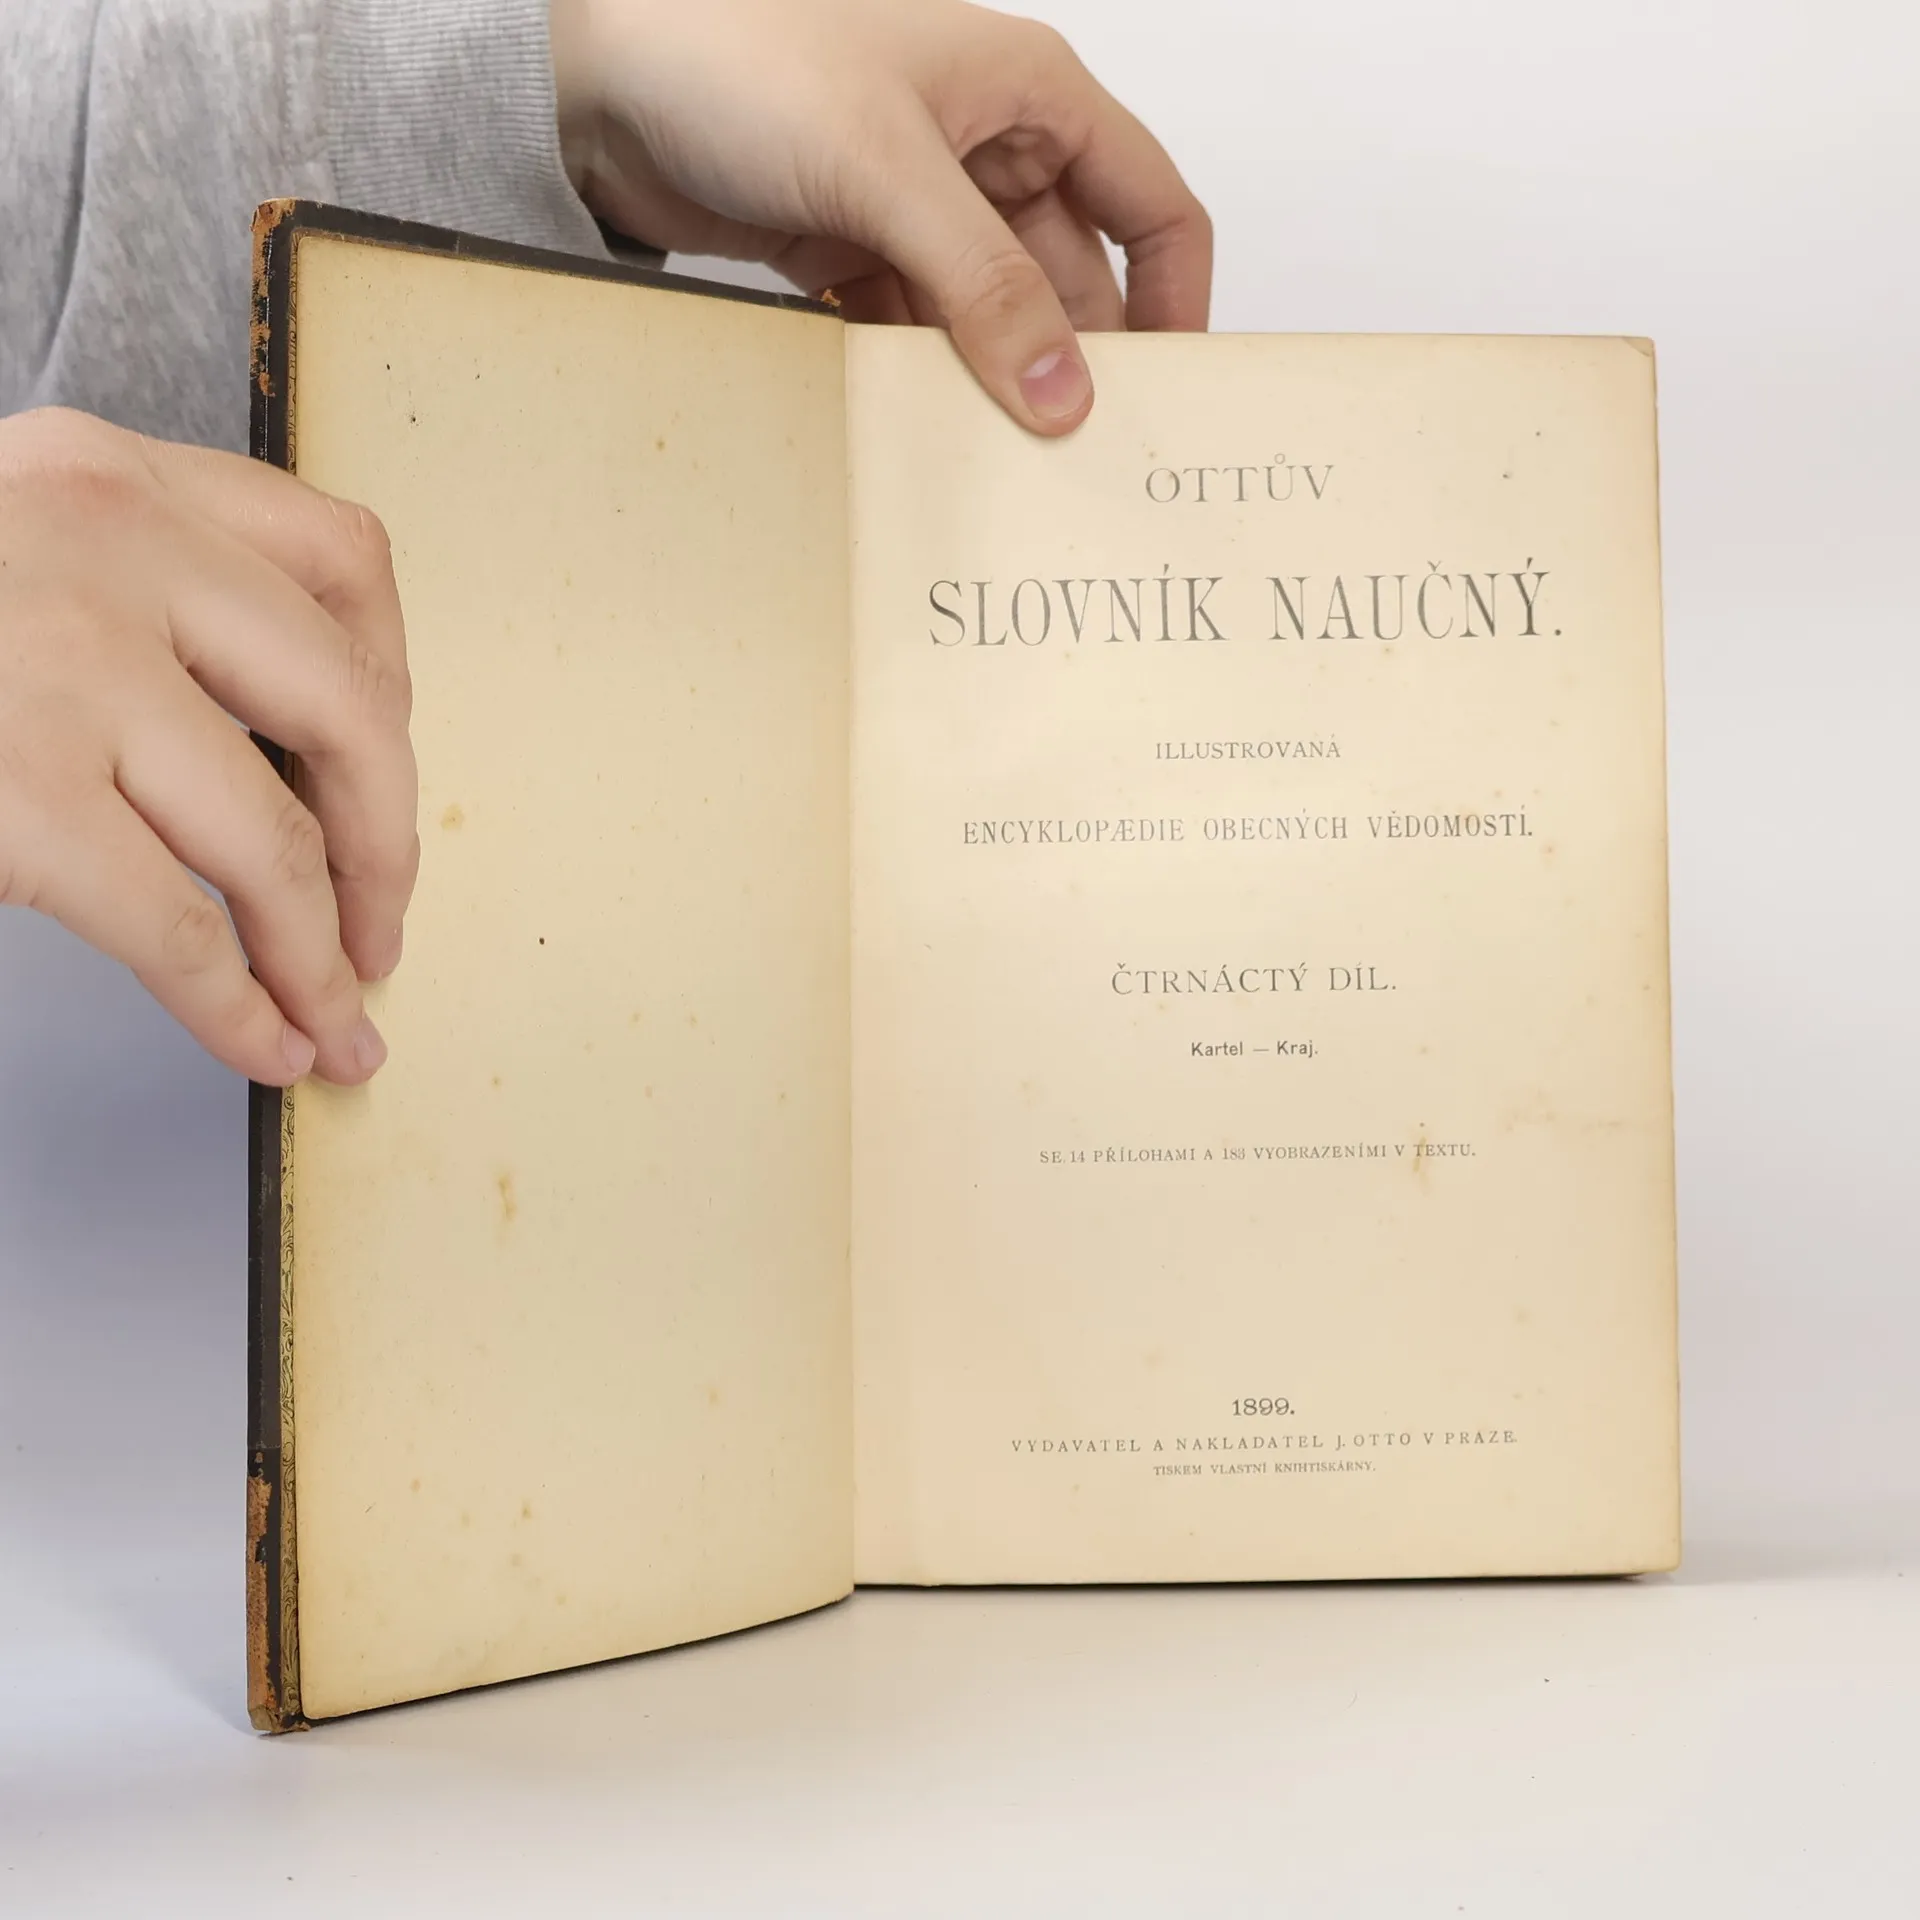 OTTŮV
SLOVNÍK NAUČNÝ.
ILLUSTROVANÁ
ENCYKLOPÆDIE OBECNÝCH VĚDOMOSTÍ.
ČTRNÁCTÝ DÍL.
Kartel — Kraj.
SE 14 PŘÍLOHAMI A 183 VYOBRAZENÍMI V TEXTU.
1899.
VYDAVATEL A NAKLADATEL J. OTTO V PRAZE.
TISKEM VLASTNÍ KNIHTISKÁRNY.